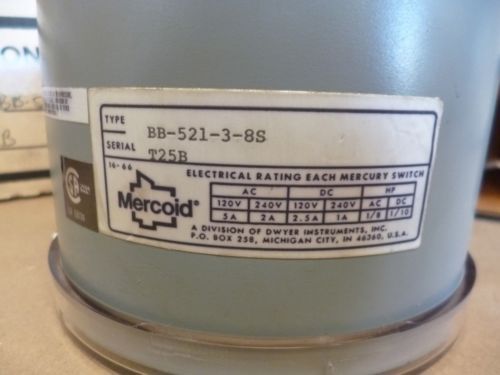 TYPE BB-521-3-8S
SERIAL T25B
16-66
ELECTRICAL RATING EACH MERCURY SWITCH
AC DC HP
120V 240V 120V 240V AC DC
5A 2A 2.5A 1A 1/8 1/10
Mercoid®
A DIVISION OF DWYER INSTRUMENTS, INC.
P.O. BOX 258, MICHIGAN CITY, IN 46360, U.S.A.